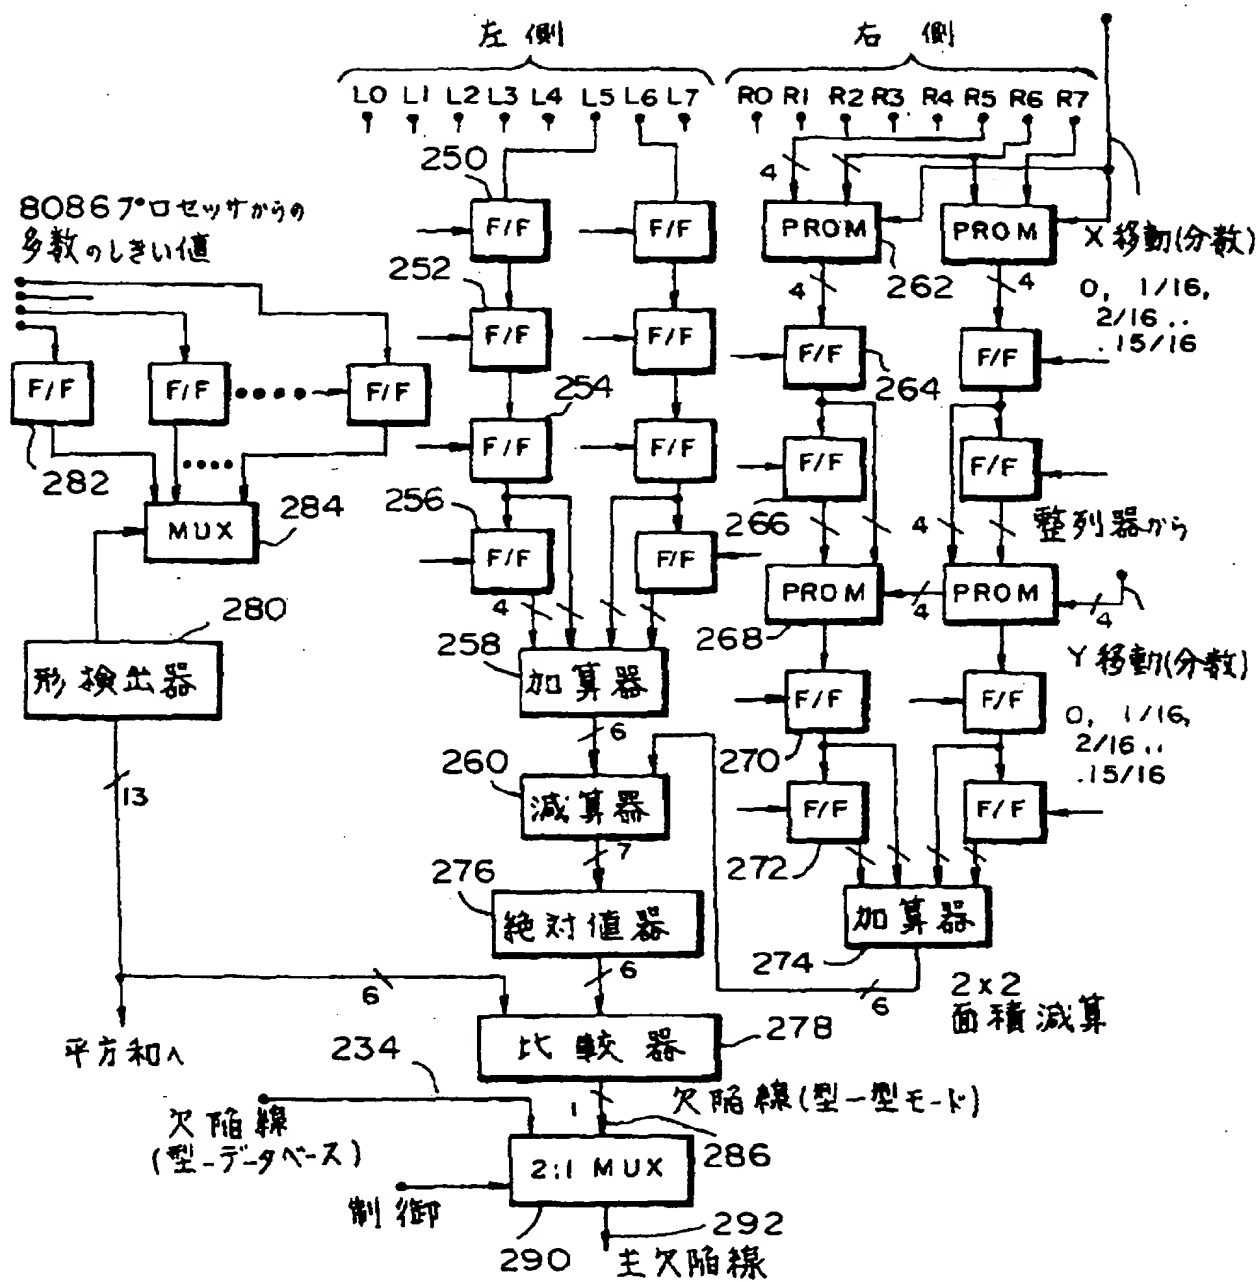 左側
右側
L0 L1 L2 L3 L4 L5 L6 L7
R0 R1 R2 R3 R4 R5 R6 R7
250
4
F/F
F/F
PROM
PROM
262
X移動(分数)
0, 1/16,
2/16..
.15/16
8086プロセッサからの
多数のしきい値
252
F/F
F/F
4
4
F/F
264
F/F
F/F
F/F
F/F
282
254
F/F
F/F
F/F
266
F/F
MUX
284
256
F/F
F/F
4
整列器から
4
258
加算器
6
PROM
268
4
PROM
4
Y移動(分数)
0, 1/16,
2/16..
.15/16
280
形検出器
13
F/F
270
F/F
260
減算器
7
F/F
272
F/F
276
絶対値器
6
加算器
274
6
2x2
面積減算
6
平方和へ
比較器
278
234
欠陥線
(型-データベース)
1
欠陥線(型-型モード)
286
2:1 MUX
制御
290
292
主欠陥線